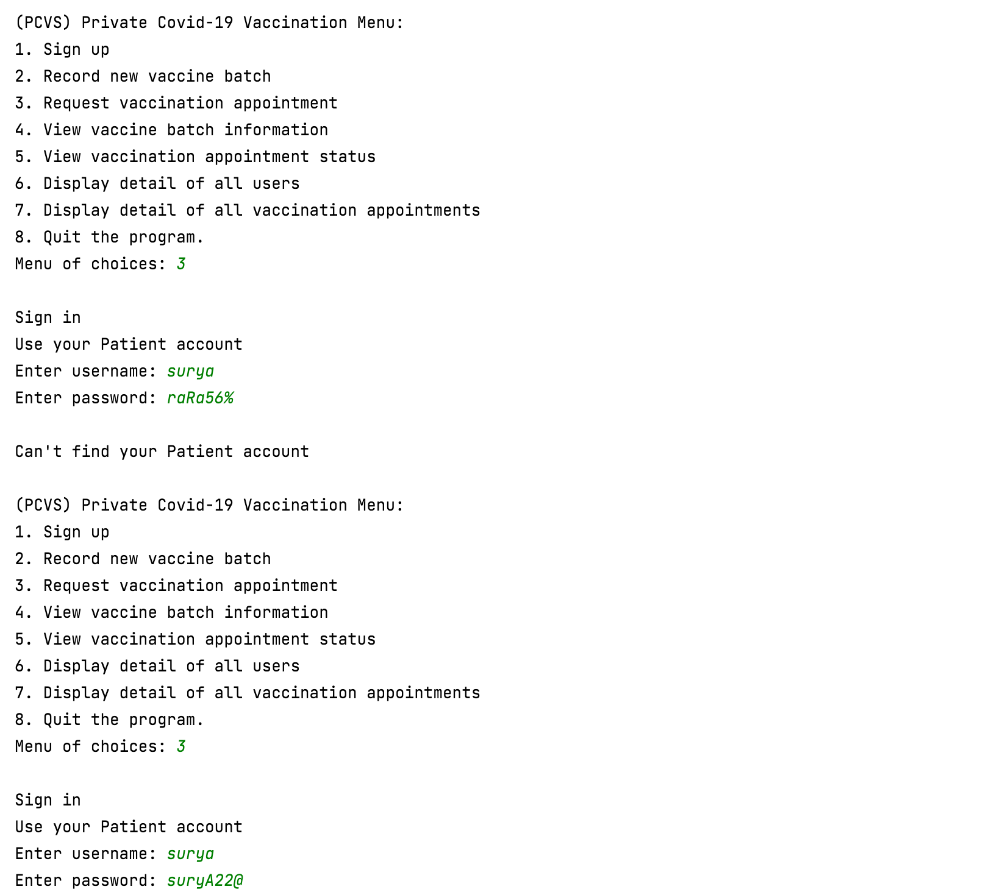 (PCVS) Private Covid-19 Vaccination Menu:
1. Sign up
2. Record new vaccine batch
3. Request vaccination appointment
4. View vaccine batch information
5. View vaccination appointment status
6. Display detail of all users
7. Display detail of all vaccination appointments
8. Quit the program.
Menu of choices: 3
Sign in
Use your Patient account
Enter username: surya
Enter password: raRa56%
Can't find your Patient account
(PCVS) Private Covid-19 Vaccination Menu:
1. Sign up
2. Record new vaccine batch
3. Request vaccination appointment
4. View vaccine batch information
5. View vaccination appointment status
6. Display detail of all users
7. Display detail of all vaccination appointments
8. Quit the program.
Menu of choices: 3
Sign in
Use your Patient account
Enter username: surya
Enter password: suryA22@